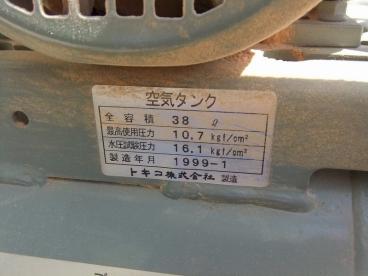 空気タンク
全容積 38 ℓ
最高使用圧力 10.7 kgf/cm²
水圧試験圧力 16.1 kgf/cm²
製造年月 1999-1
トキコ株式会社 製造